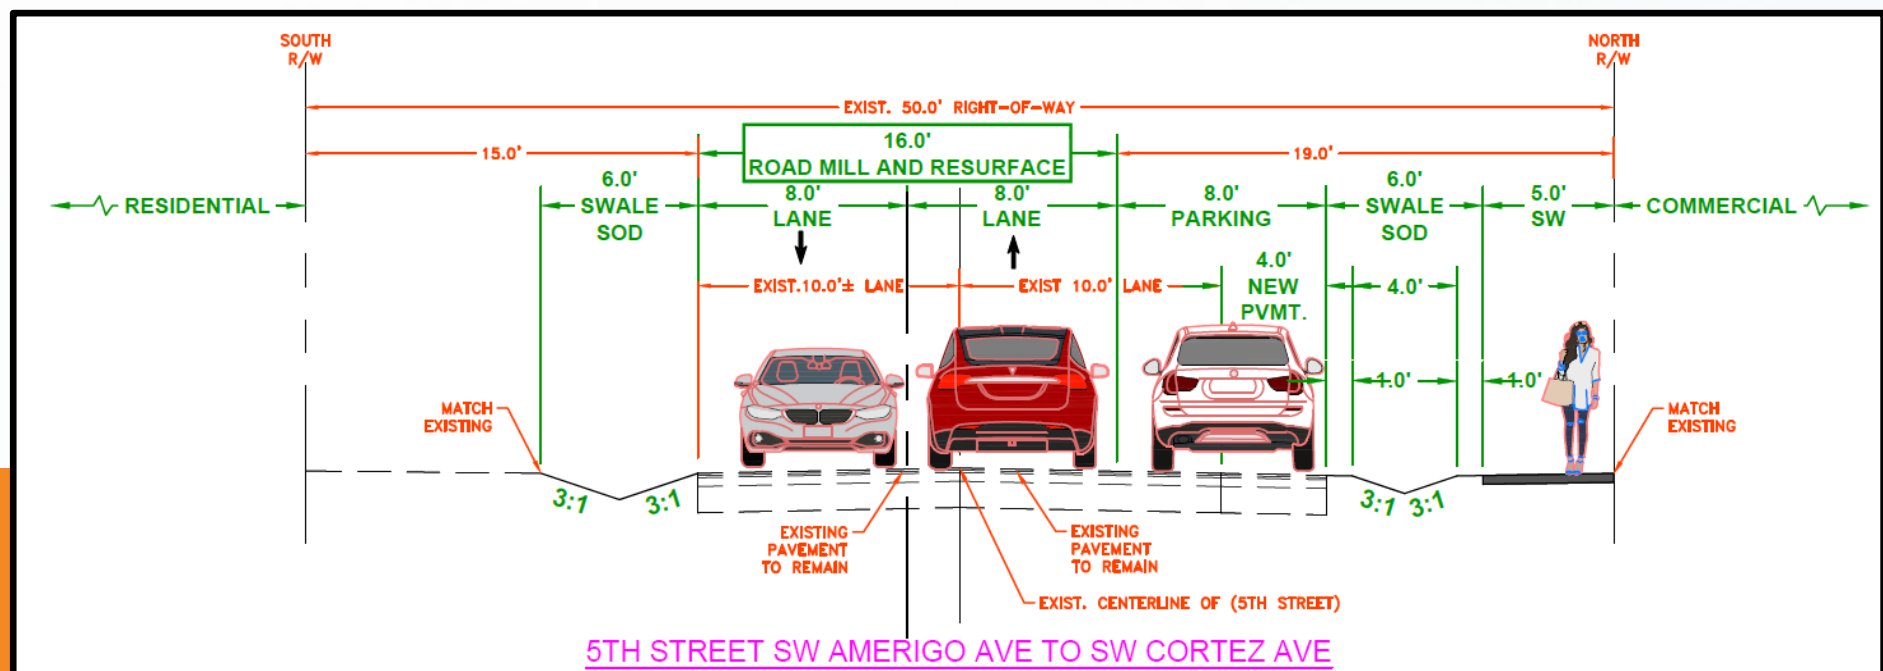 SOUTH
R/W
NORTH
R/W
EXIST. 50.0' RIGHT-OF-WAY
15.0'
16.0'
ROAD MILL AND RESURFACE
19.0'
RESIDENTIAL
6.0'
SWALE
SOD
8.0'
LANE
8.0'
LANE
8.0'
PARKING
6.0'
SWALE
SOD
5.0'
SW
COMMERCIAL
EXIST.10.0'± LANE
EXIST 10.0' LANE
4.0'
NEW
PVMT.
4.0'
1.0'
1.0'
MATCH
EXISTING
MATCH
EXISTING
3:1
3:1
3:1
3:1
EXISTING
PAVEMENT
TO REMAIN
EXISTING
PAVEMENT
TO REMAIN
EXIST. CENTERLINE OF (5TH STREET)
5TH STREET SW AMERIGO AVE TO SW CORTEZ AVE